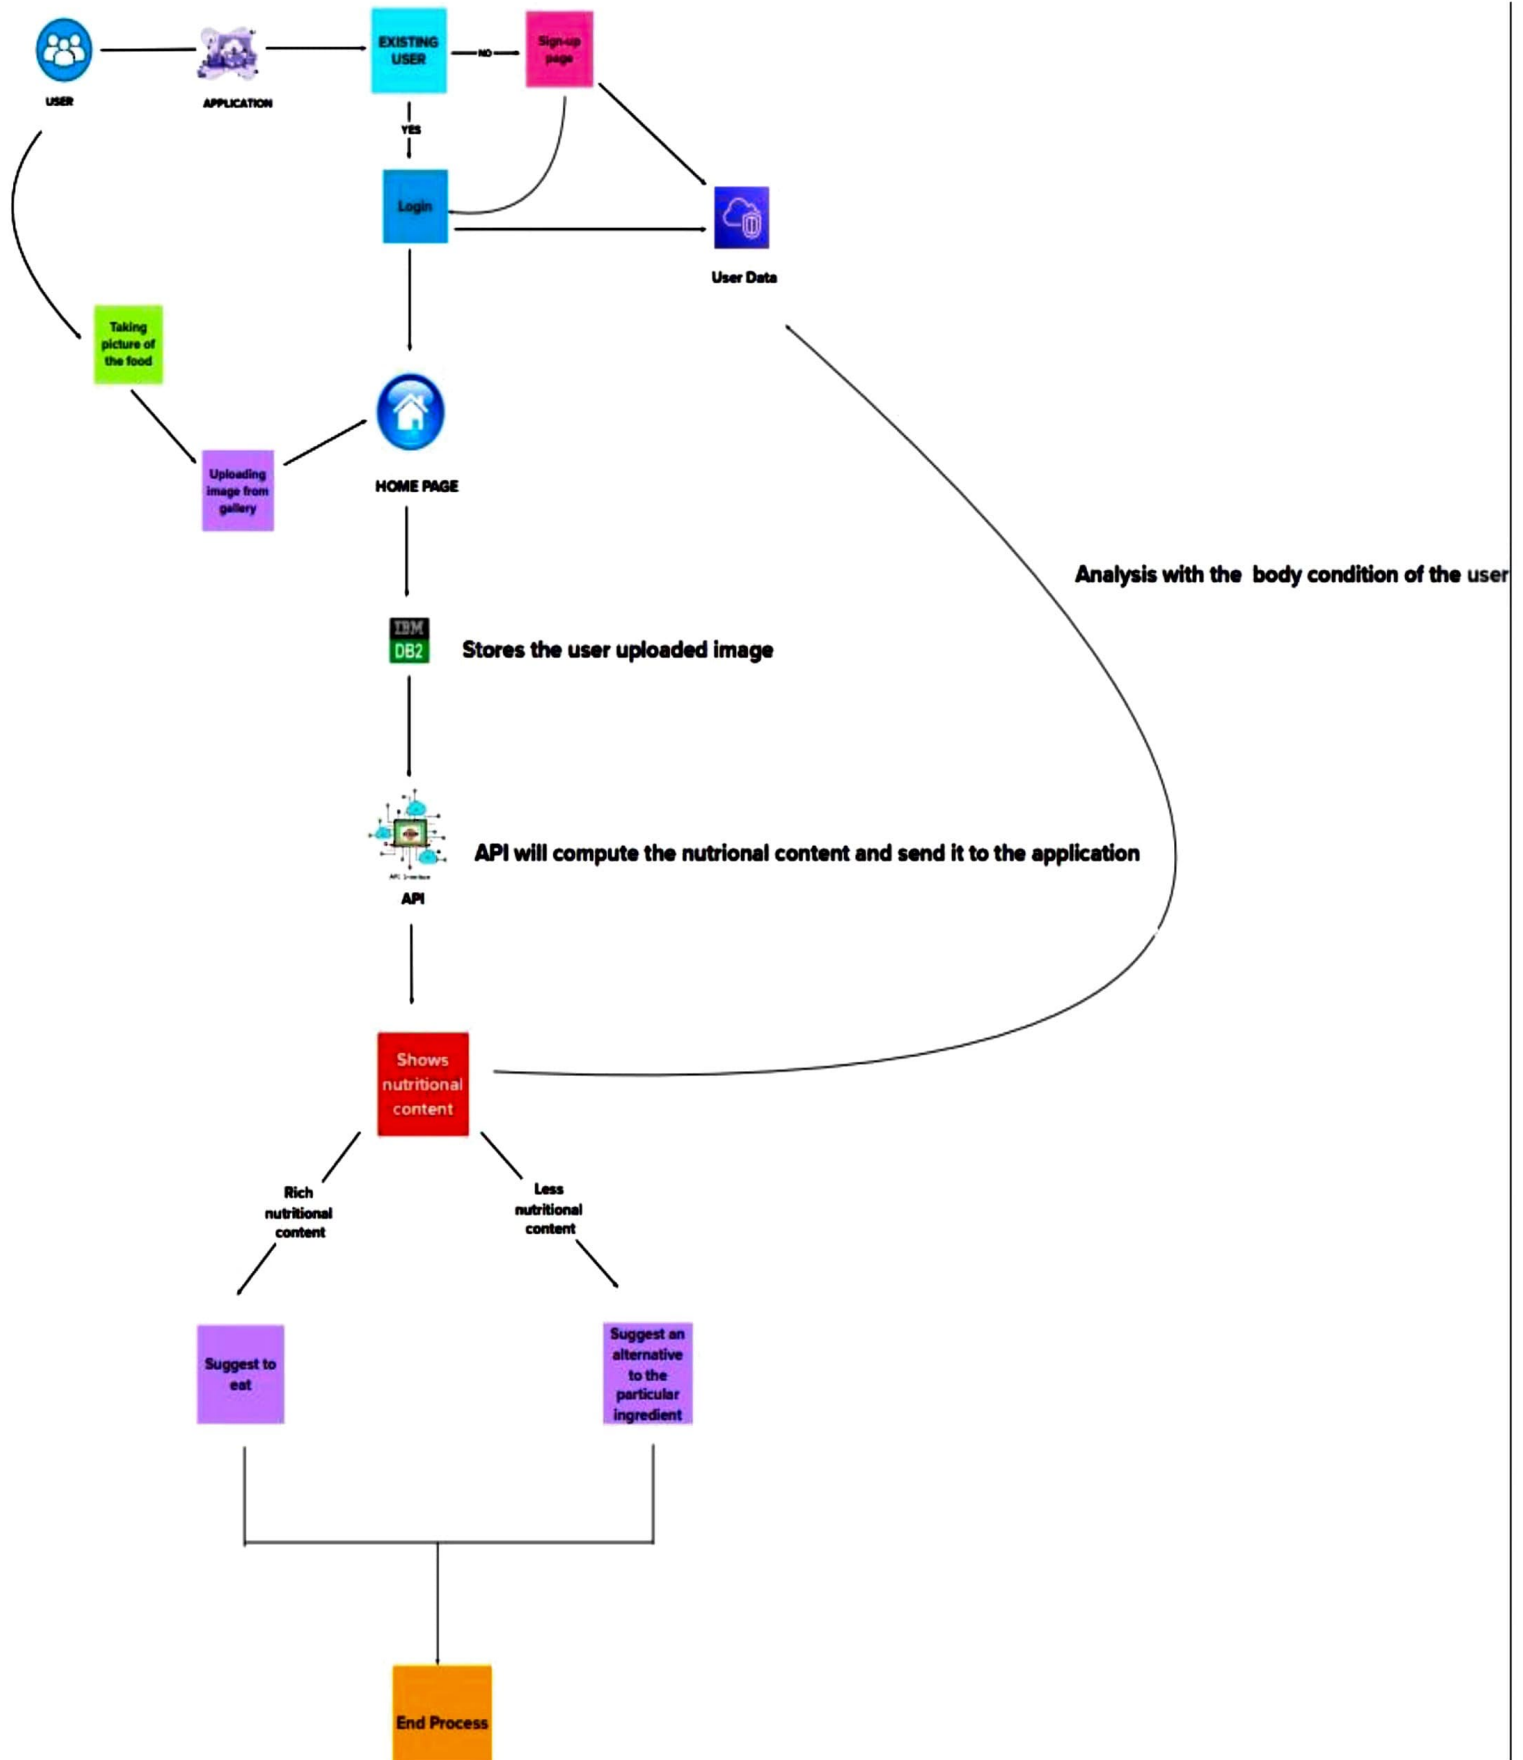 EXISTING
USER
NO
Sign-up
page
USER
APPLICATION
YES
Login
User Data
Taking
picture of
the food
Uploading
image from
gallery
HOME PAGE
Analysis with the body condition of the user
IBM
DB2
Stores the user uploaded image
API will compute the nutrional content and send it to the application
API
Shows
nutritional
content
Rich
nutritional
content
Less
nutritional
content
Suggest to
eat
Suggest an
alternative
to the
particular
ingredient
End Process